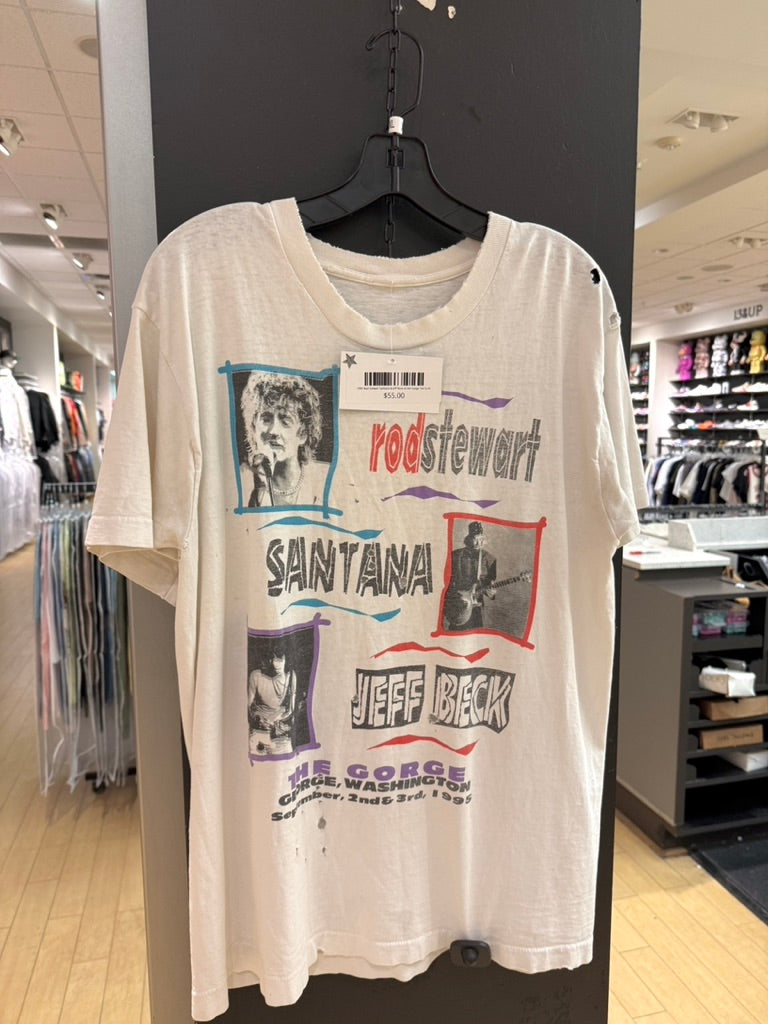 $55.00
rodstewart
SANTANA
JEFF BECK
THE GORGE
GEORGE, WASHINGTON
September, 2nd & 3rd, 1995